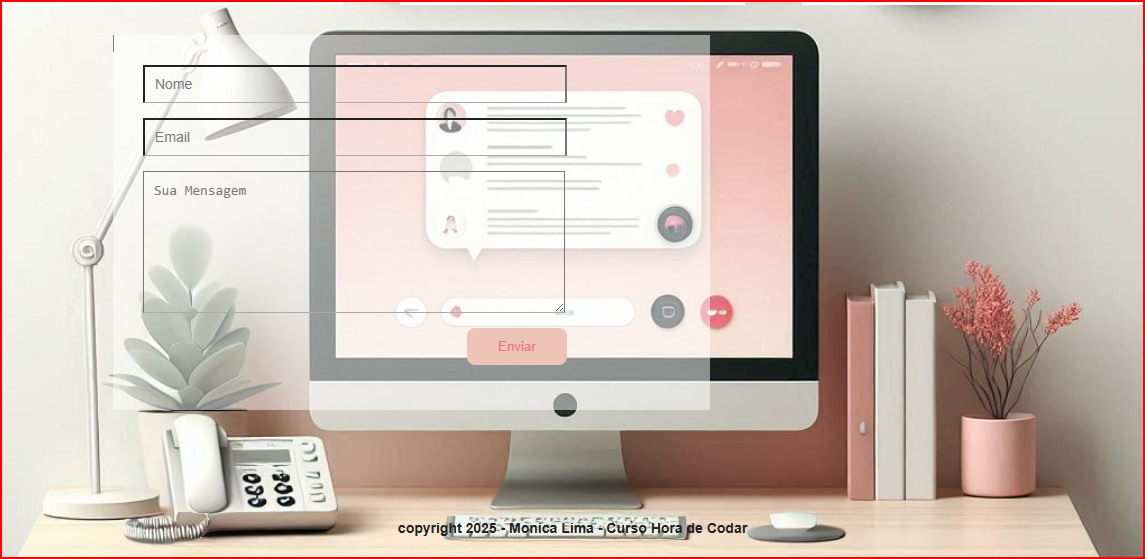 Nome
Email
Sua Mensagem
Enviar
copyright 2025 - Monica Lima - Curso Hora de Codar